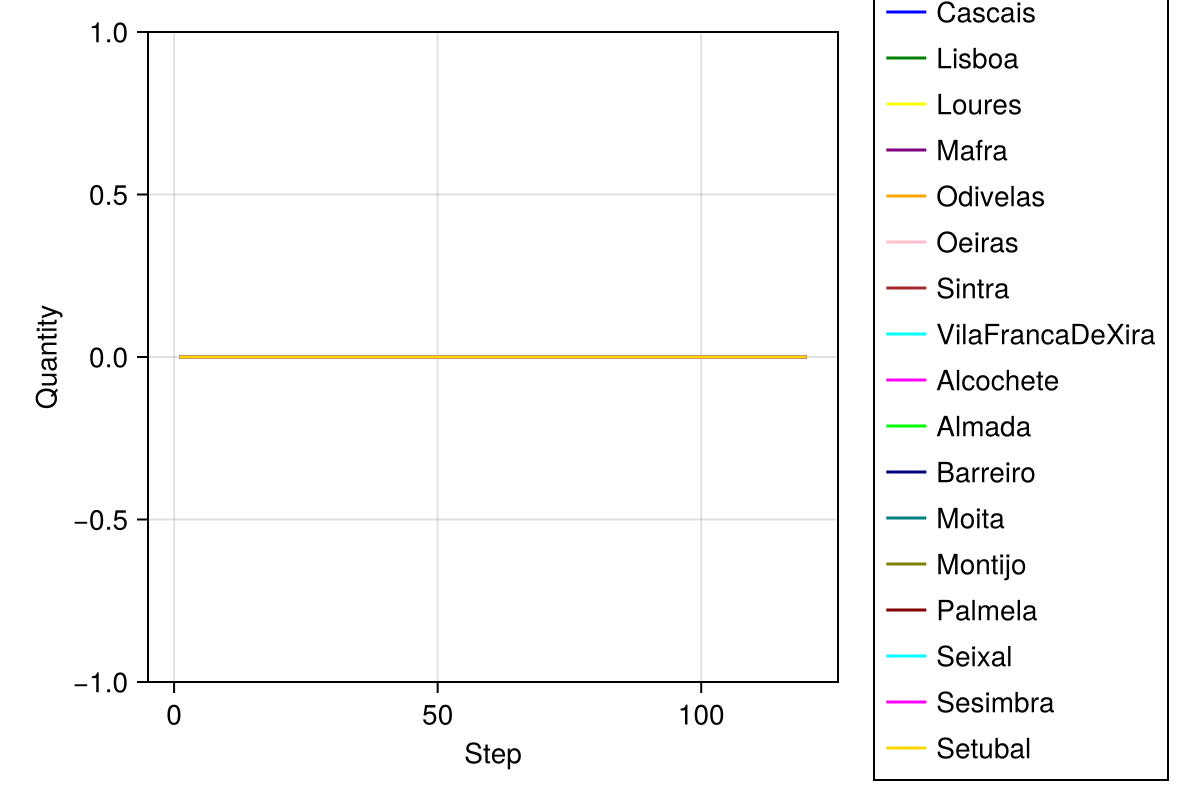 1.0
0.5
0.0
−0.5
−1.0
Quantity
0
50
100
Step
Cascais
Lisboa
Loures
Mafra
Odivelas
Oeiras
Sintra
VilaFrancaDeXira
Alcochete
Almada
Barreiro
Moita
Montijo
Palmela
Seixal
Sesimbra
Setubal